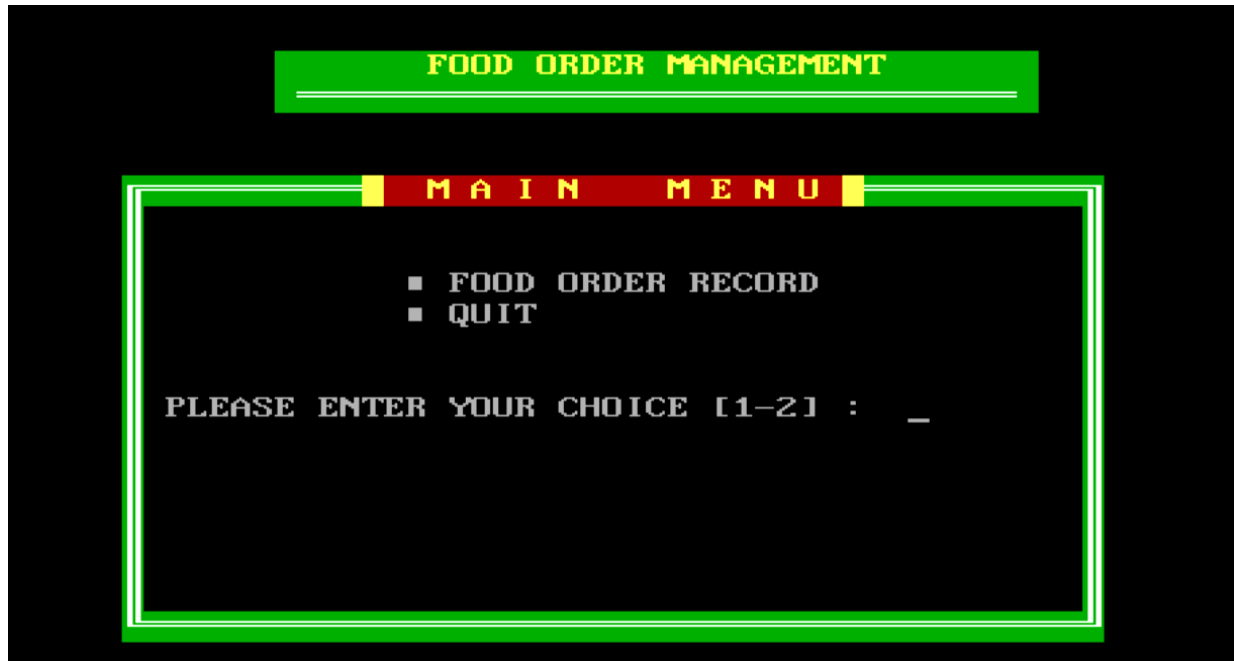 FOOD ORDER MANAGEMENT
M A I N   M E N U
■ FOOD ORDER RECORD
■ QUIT
PLEASE ENTER YOUR CHOICE [1-2] : _